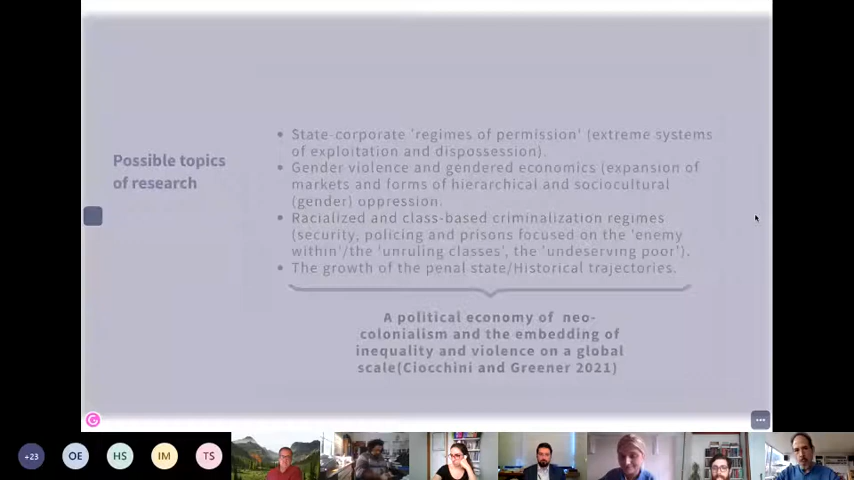 Possible topics
of research
• State-corporate 'regimes of permission' (extreme systems
of exploitation and dispossession).
• Gender violence and gendered economics (expansion of
markets and forms of hierarchical and sociocultural
(gender) oppression.
• Racialized and class-based criminalization regimes
(security, policing and prisons focused on the 'enemy
within'/the 'unruling classes', the 'undeserving poor').
• The growth of the penal state/Historical trajectories.
A political economy of neo-
colonialism and the embedding of
inequality and violence on a global
scale(Ciocchini and Greener 2021)
+23
OE
HS
IM
TS